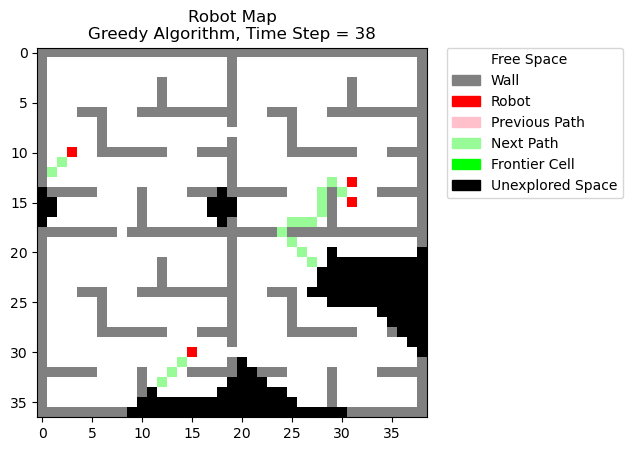 Robot Map
Greedy Algorithm, Time Step = 38
0
5
10
15
20
25
30
35
0
5
10
15
20
25
30
35
Free Space
Wall
Robot
Previous Path
Next Path
Frontier Cell
Unexplored Space